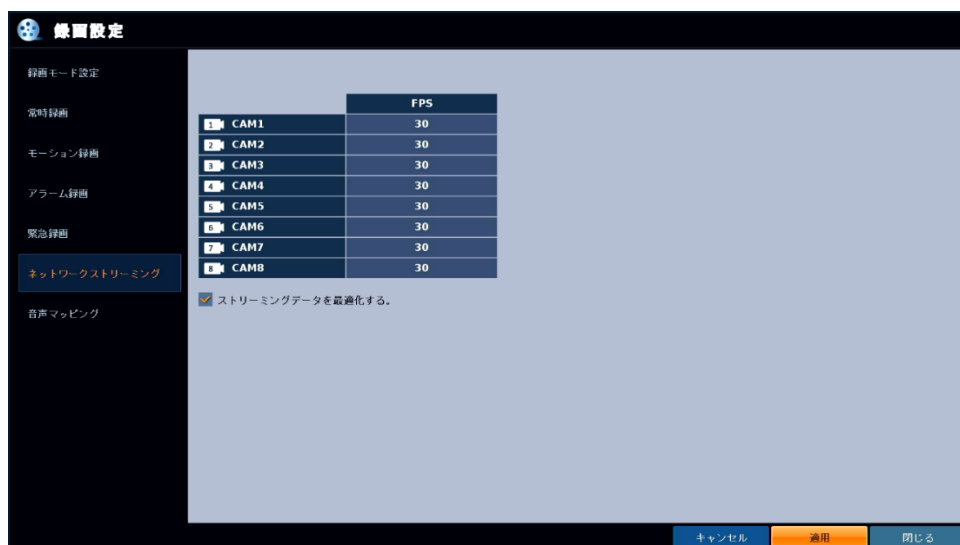 録画設定
録画モード設定
常時録画
モーション録画
アラーム録画
緊急録画
ネットワークストリーミング
音声マッピング
FPS
1 CAM1 30
2 CAM2 30
3 CAM3 30
4 CAM4 30
5 CAM5 30
6 CAM6 30
7 CAM7 30
8 CAM8 30
ストリーミングデータを最適化する。
キャンセル 適用 閉じる